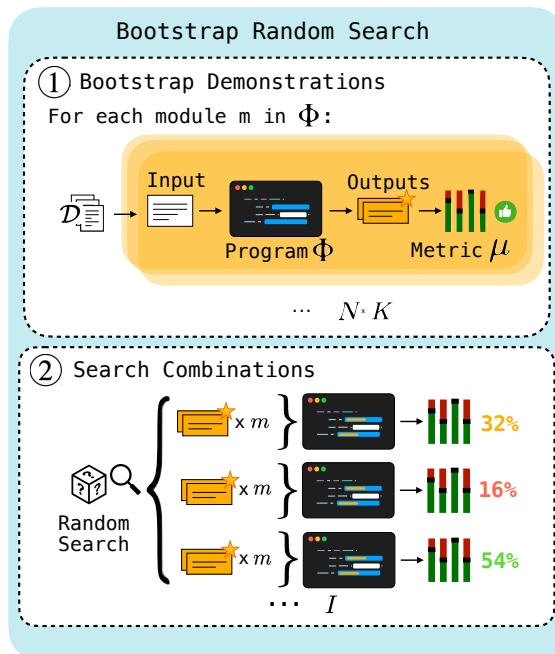 Bootstrap Random Search
① Bootstrap Demonstrations
For each module m in Φ:
Input
Outputs
𝒟
Program Φ
Metric μ
... N · K
② Search Combinations
x m
32%
? ? ?
x m
16%
Random
Search
x m
54%
... I